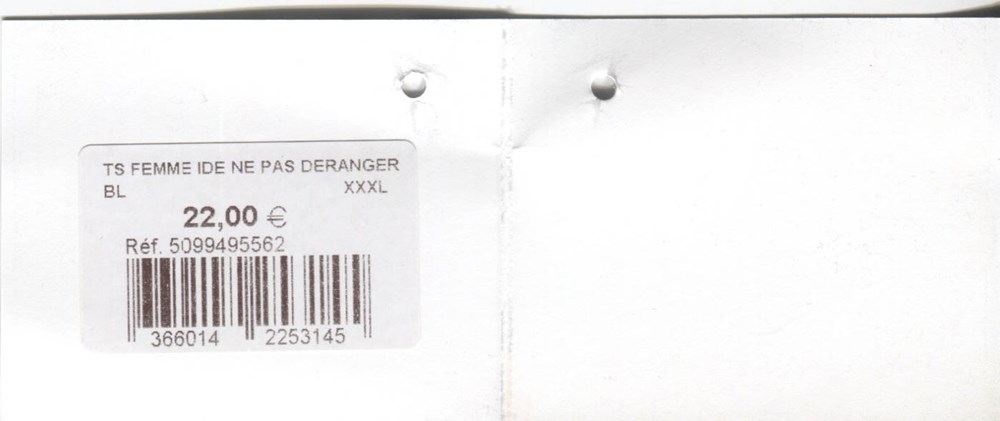 TS FEMME IDE NE PAS DERANGER
BL XXXL
22,00 €
Réf. 5099495562
366014 2253145